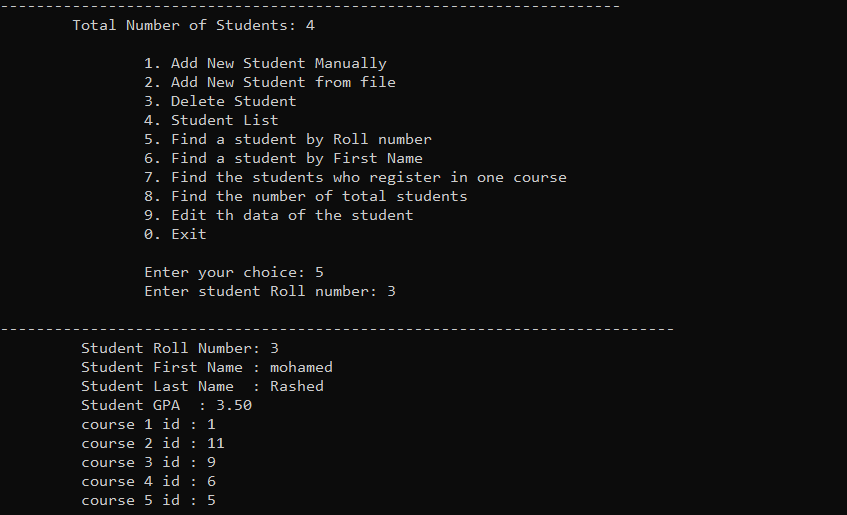 ---------------------------------------------------------------------
Total Number of Students: 4
1. Add New Student Manually
2. Add New Student from file
3. Delete Student
4. Student List
5. Find a student by Roll number
6. Find a student by First Name
7. Find the students who register in one course
8. Find the number of total students
9. Edit th data of the student
0. Exit
Enter your choice: 5
Enter student Roll number: 3
---------------------------------------------------------------------------
Student Roll Number: 3
Student First Name : mohamed
Student Last Name  : Rashed
Student GPA  : 3.50
course 1 id : 1
course 2 id : 11
course 3 id : 9
course 4 id : 6
course 5 id : 5